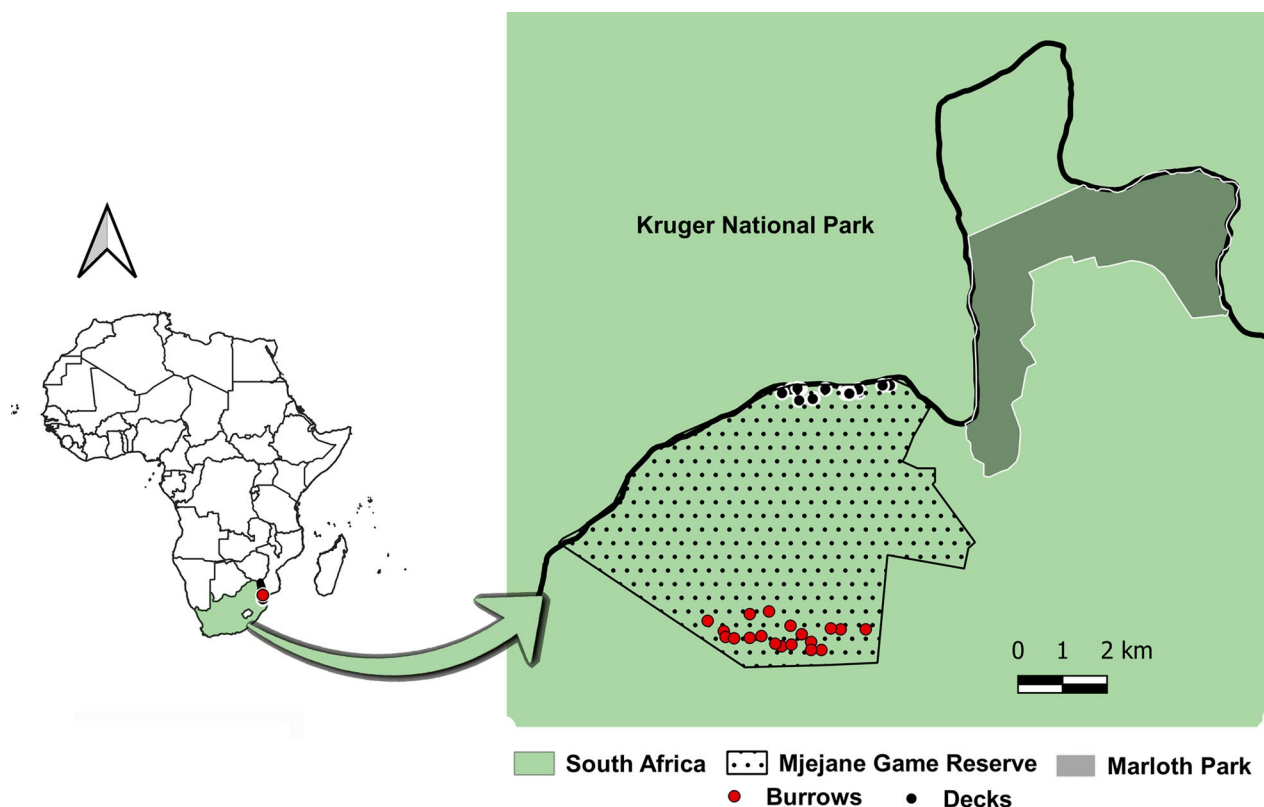 Kruger National Park
0 1 2 km
South Africa Mjejane Game Reserve Marloth Park
Burrows Decks